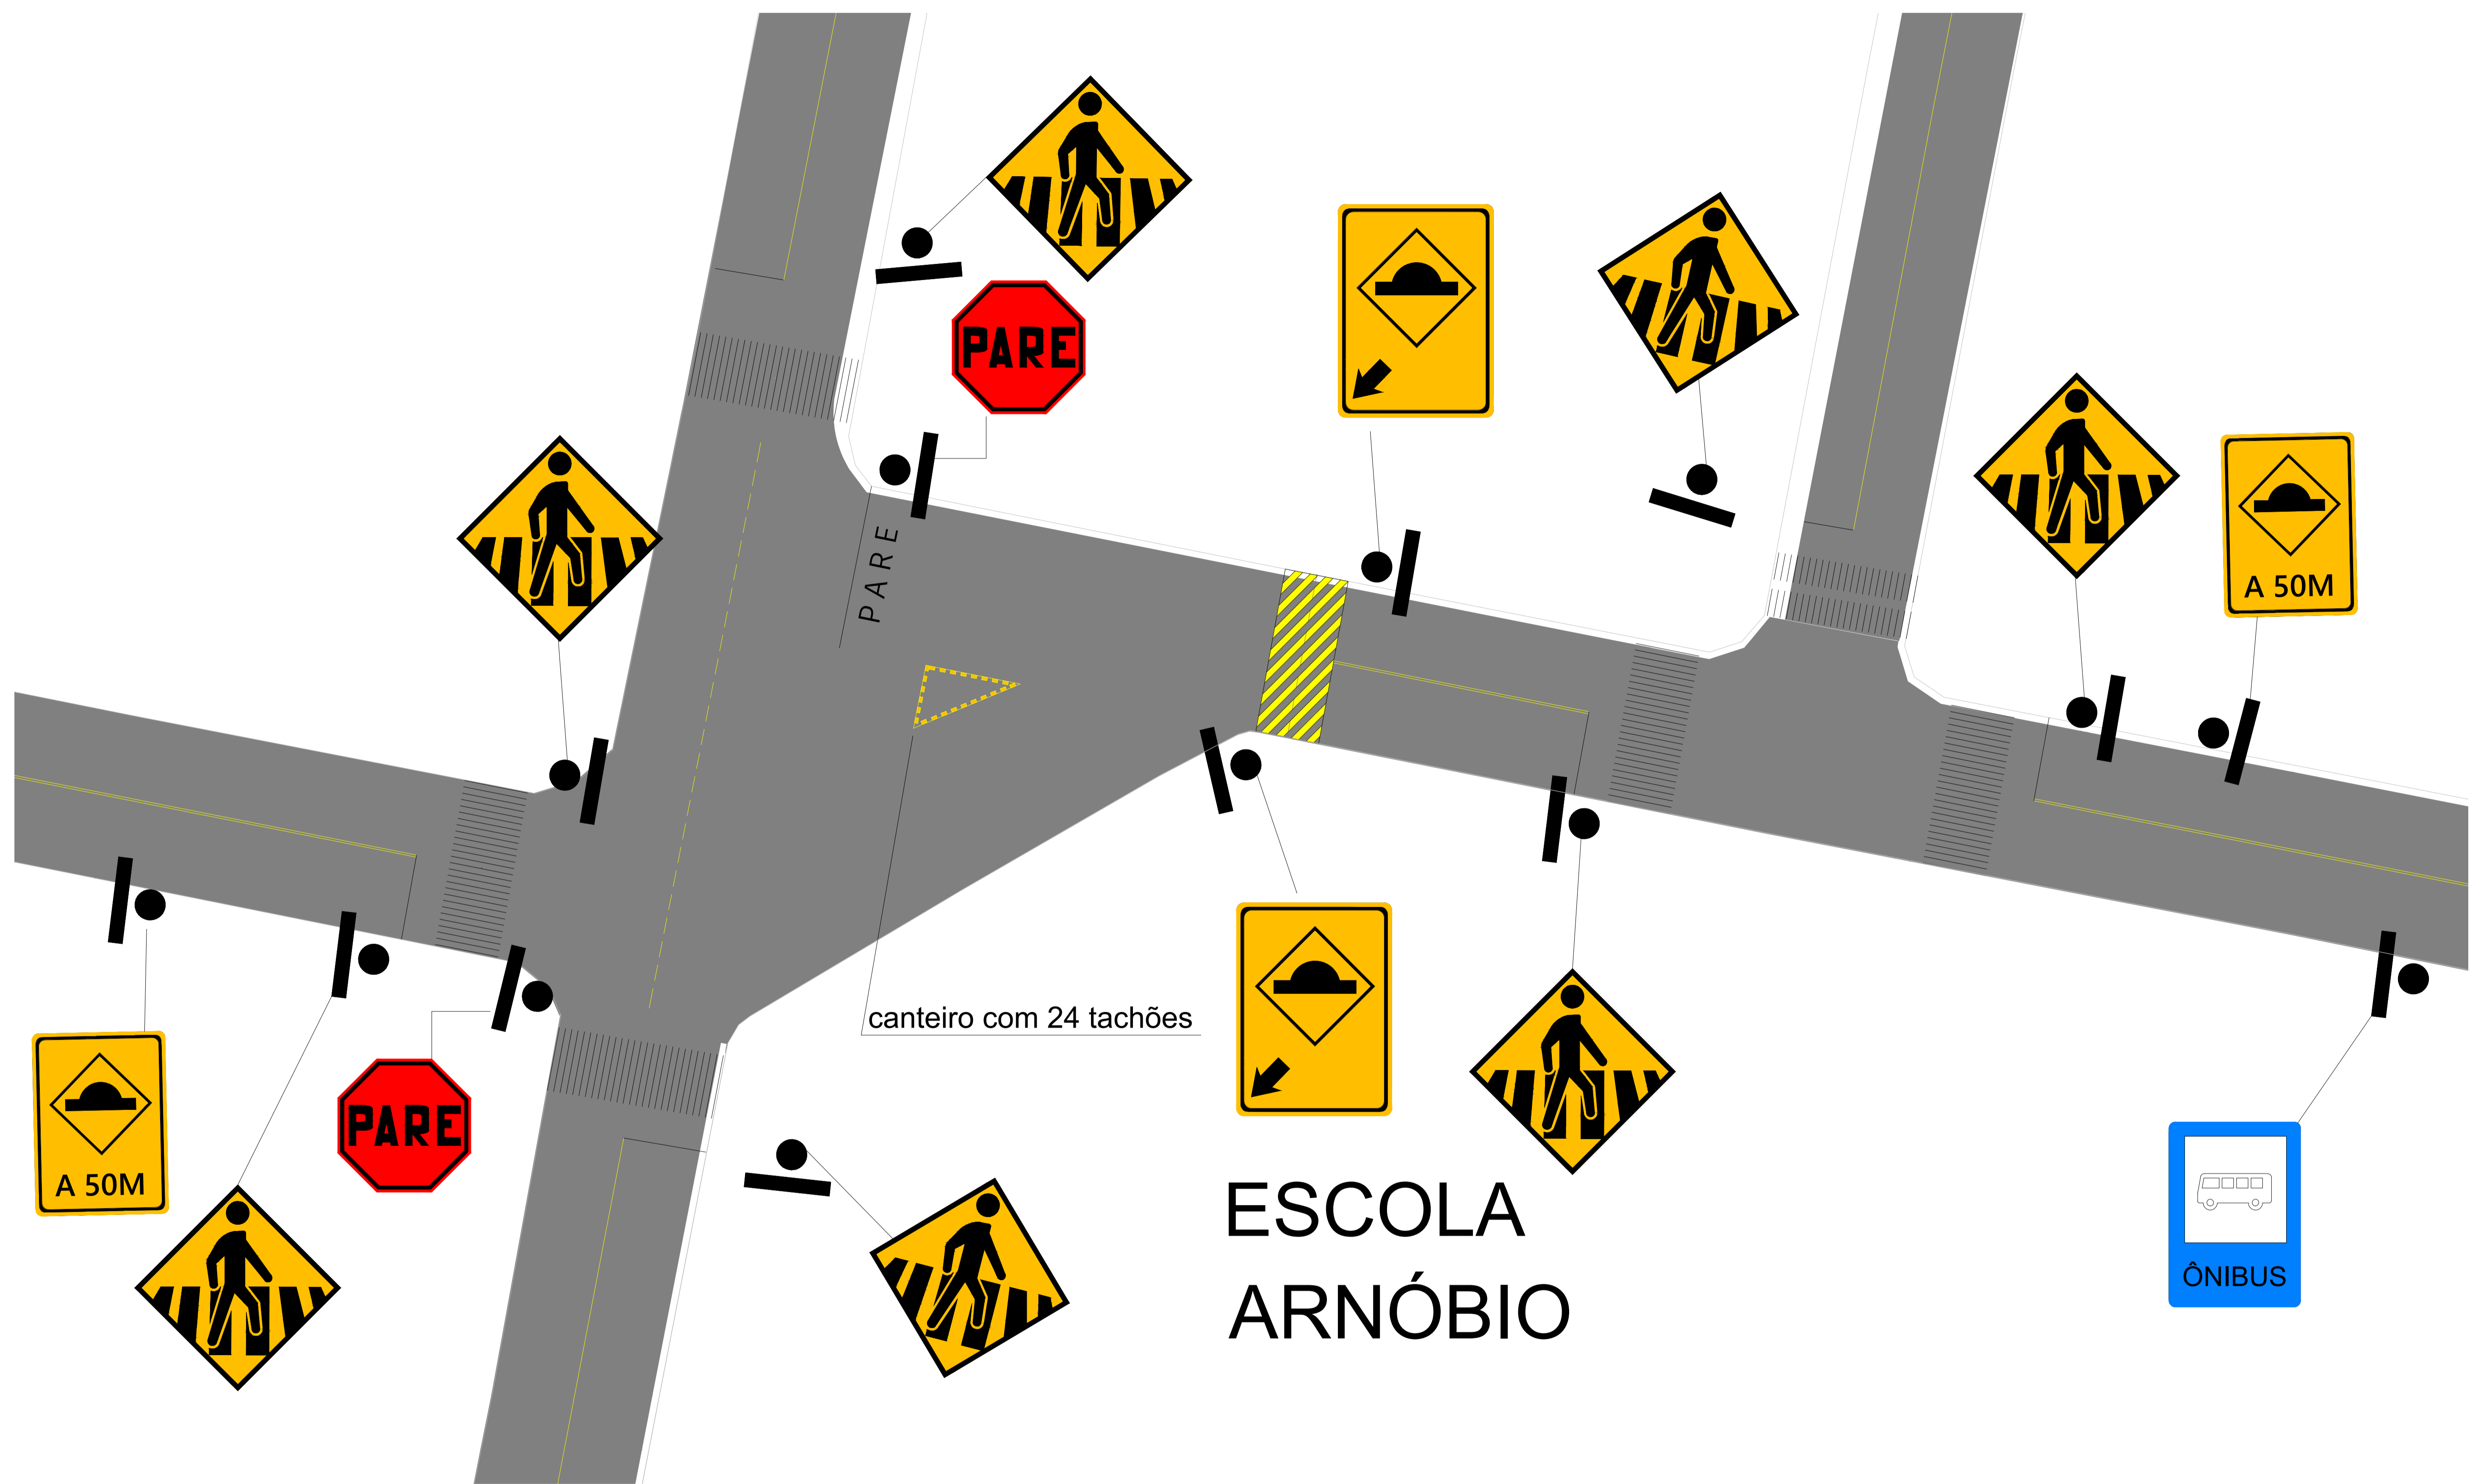 PARE
PARE
A 50M
canteiro com 24 tachões
A 50M
PARE
ESCOLA
ARNÓBIO
ÔNIBUS